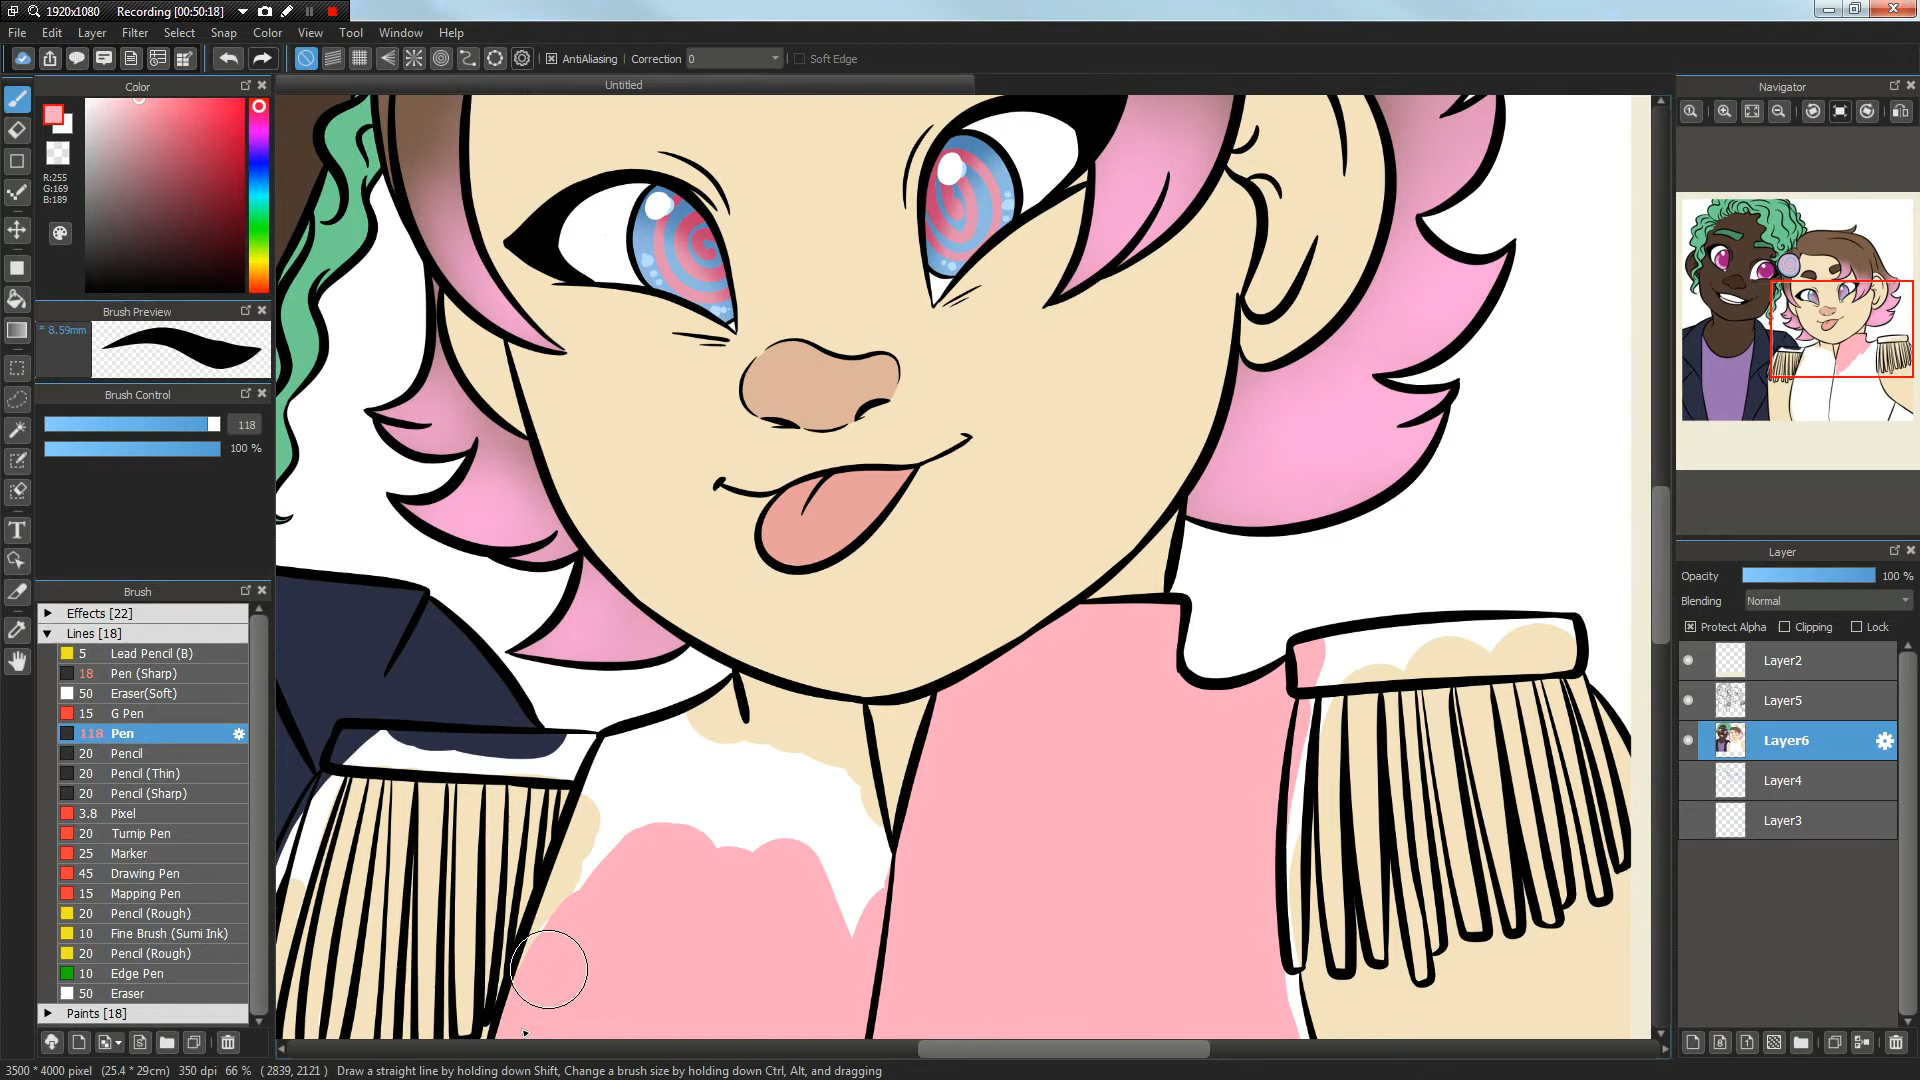 1920x1080 Recording [00:50:18]
File Edit Layer Filter Select Snap Color View Tool Window Help
AntiAliasing Correction 0 Soft Edge
Color
Untitled
Navigator
R:255
G:169
B:189
Brush Preview
* 8.59mm
Brush Control
118
100 %
Brush
Effects [22]
Lines [18]
5 Lead Pencil (B)
18 Pen (Sharp)
50 Eraser(Soft)
15 G Pen
118 Pen
20 Pencil
20 Pencil (Thin)
20 Pencil (Sharp)
3.8 Pixel
20 Turnip Pen
25 Marker
45 Drawing Pen
15 Mapping Pen
20 Pencil (Rough)
10 Fine Brush (Sumi Ink)
20 Pencil (Rough)
10 Edge Pen
50 Eraser
Paints [18]
Layer
Opacity 100 %
Blending Normal
Protect Alpha Clipping Lock
Layer2
Layer5
Layer6
Layer4
Layer3
3500 * 4000 pixel (25.4 * 29cm) 350 dpi 66 % ( 2839, 2121 ) Draw a straight line by holding down Shift, Change a brush size by holding down Ctrl, Alt, and dragging